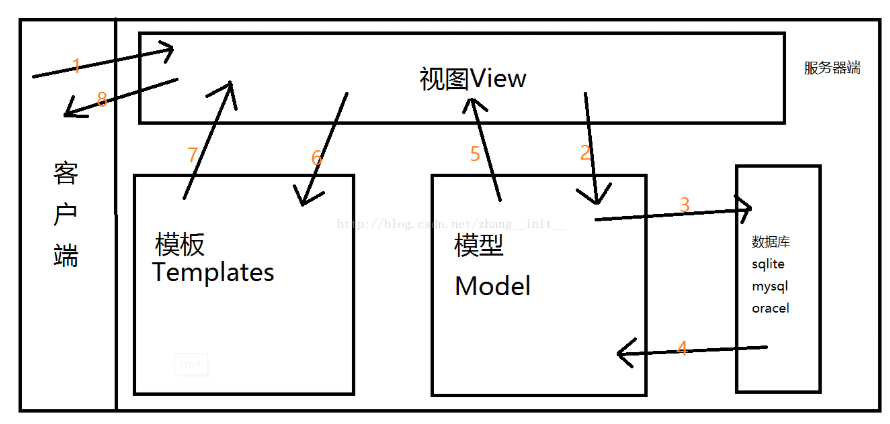 1
8
视图View
服务器端
7
6
5
2
客
户
端
模板
Templates
http://blog.csdn.net/zhang__init__
模型
Model
3
数据库
sqlite
mysql
oracel
4
mvt